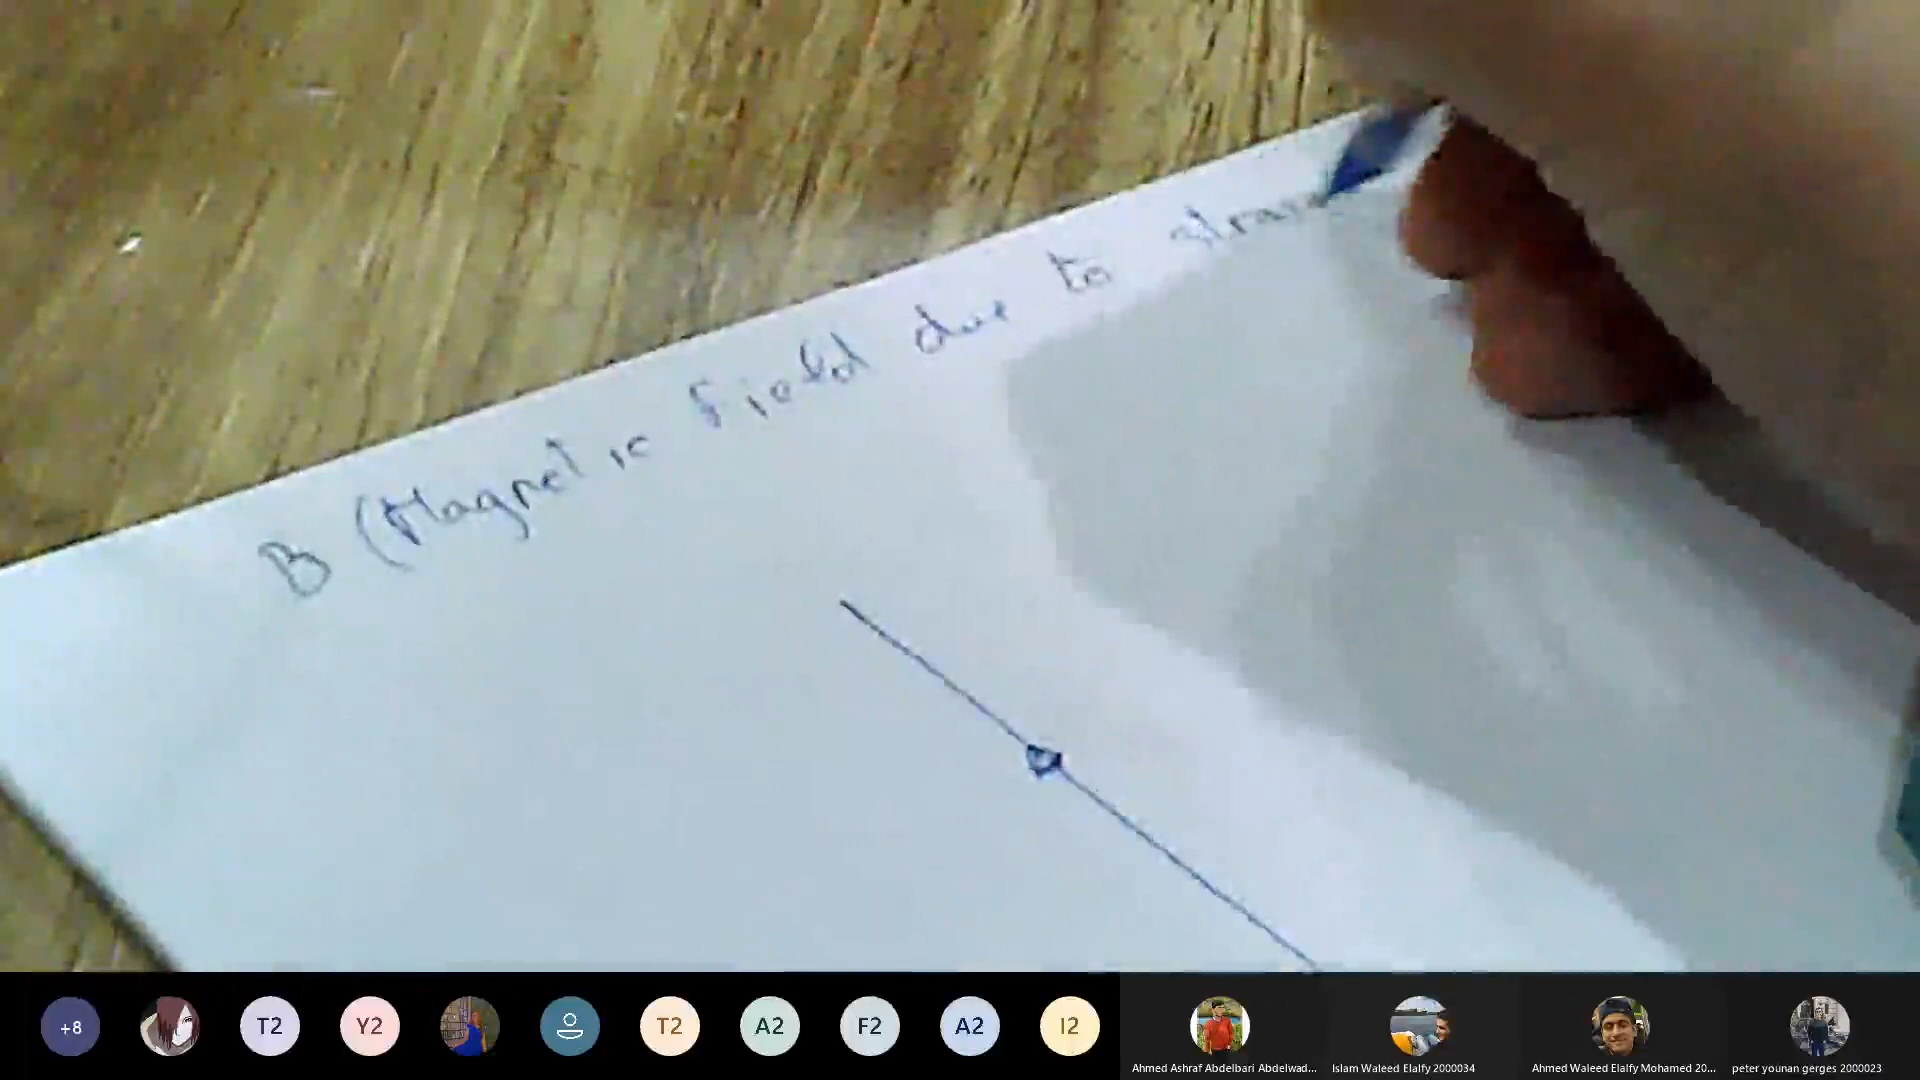 B (Magnetic Field due to strai
+8
T2
Y2
T2
A2
F2
A2
I2
Ahmed Ashraf Abdelbari Abdelwad...
Islam Waleed Elalfy 2000034
Ahmed Waleed Elalfy Mohamed 20...
peter younan gerges 2000023